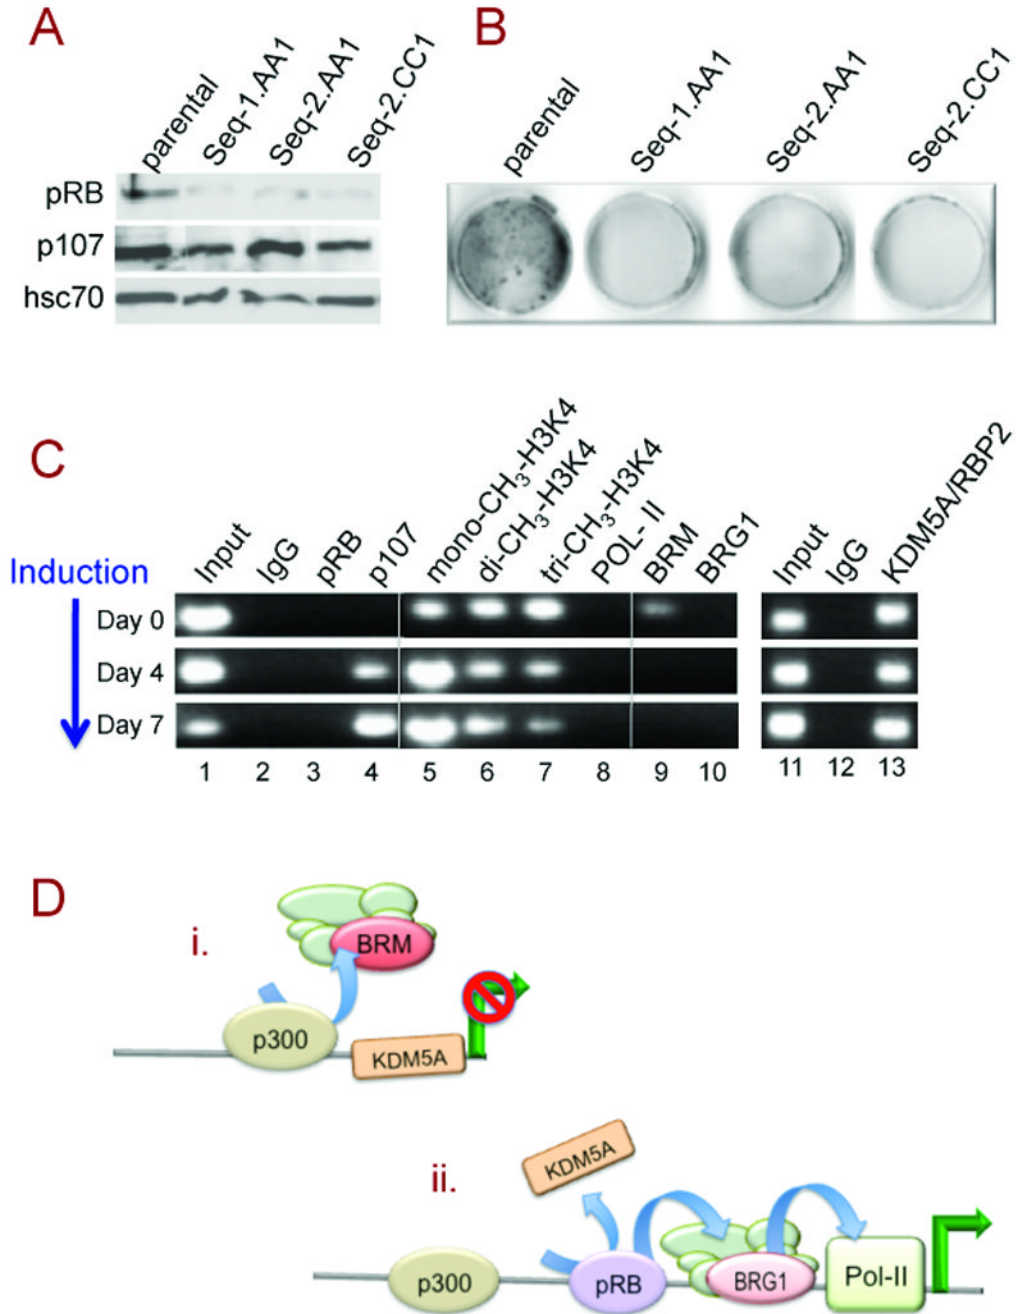 A
parental
Seq-1.AA1
Seq-2.AA1
Seq-2.CC1
pRB
p107
hsc70
B
parental
Seq-1.AA1
Seq-2.AA1
Seq-2.CC1
C
Induction
Input
IgG
pRB
p107
mono-CH₃-H3K4
di-CH₃-H3K4
tri-CH₃-H3K4
POL- II
BRM
BRG1
Input
IgG
KDM5A/RBP2
Day 0
Day 4
Day 7
1 2 3 4 5 6 7 8 9 10 11 12 13
D
i.
BRM
p300
KDM5A
ii.
KDM5A
p300
pRB
BRG1
Pol-II